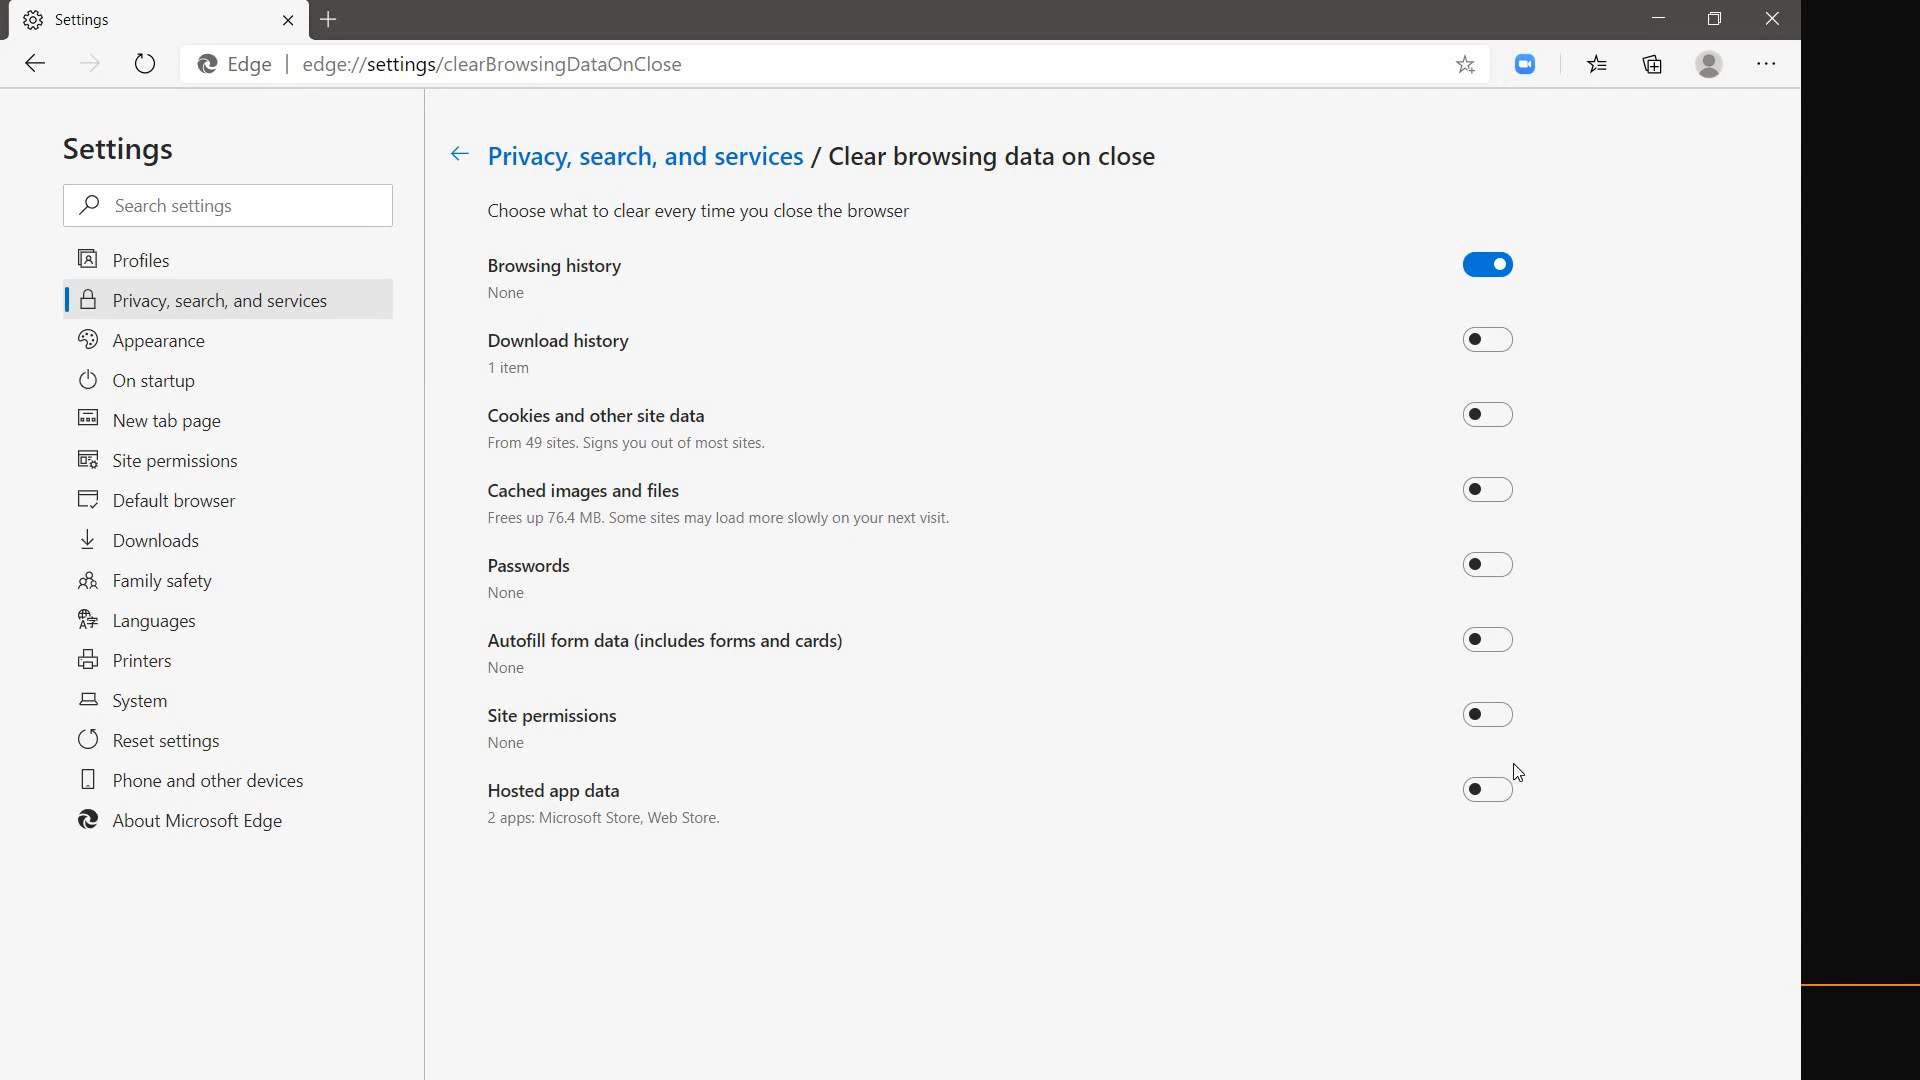 Settings
Edge
edge://settings/clearBrowsingDataOnClose
Settings
Search settings
Profiles
Privacy, search, and services
Appearance
On startup
New tab page
Site permissions
Default browser
Downloads
Family safety
Languages
Printers
System
Reset settings
Phone and other devices
About Microsoft Edge
Privacy, search, and services / Clear browsing data on close
Choose what to clear every time you close the browser
Browsing history
None
Download history
1 item
Cookies and other site data
From 49 sites. Signs you out of most sites.
Cached images and files
Frees up 76.4 MB. Some sites may load more slowly on your next visit.
Passwords
None
Autofill form data (includes forms and cards)
None
Site permissions
None
Hosted app data
2 apps: Microsoft Store, Web Store.